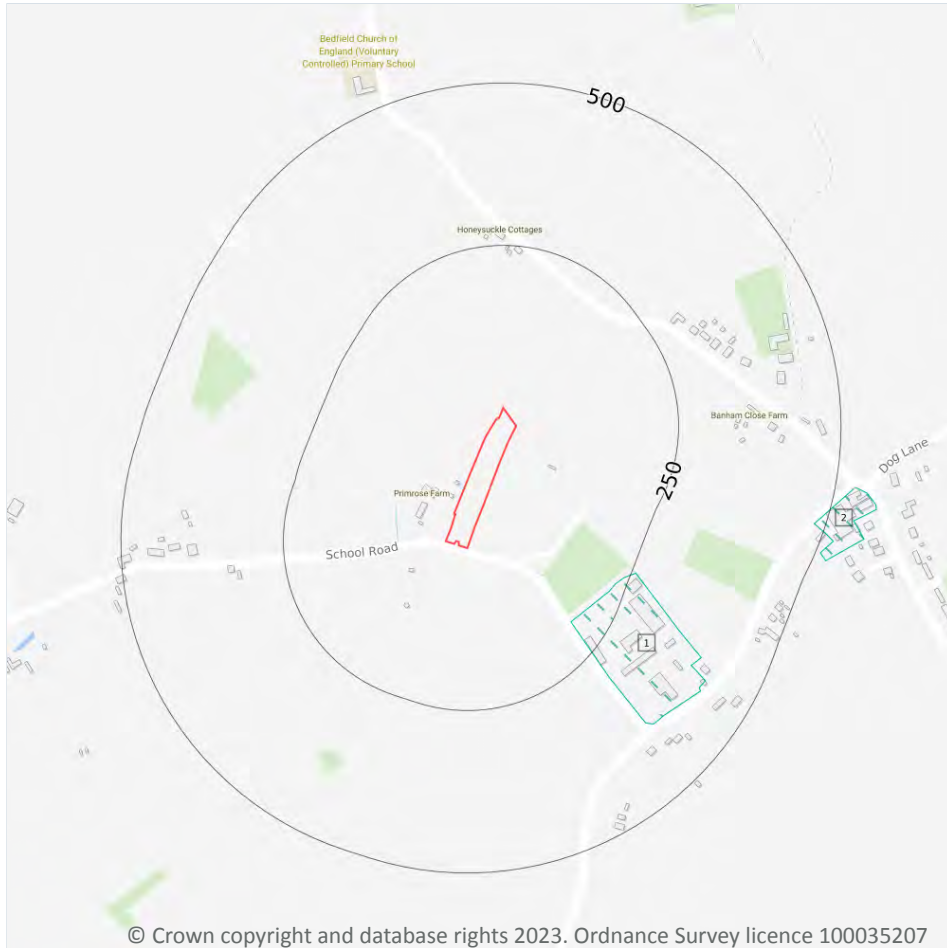 Bedfield Church of
England (Voluntary
Controlled) Primary School
500
Honeysuckle Cottages
Banham Close Farm
Dog Lane
250
Primrose Farm
2
School Road
1
© Crown copyright and database rights 2023. Ordnance Survey licence 100035207